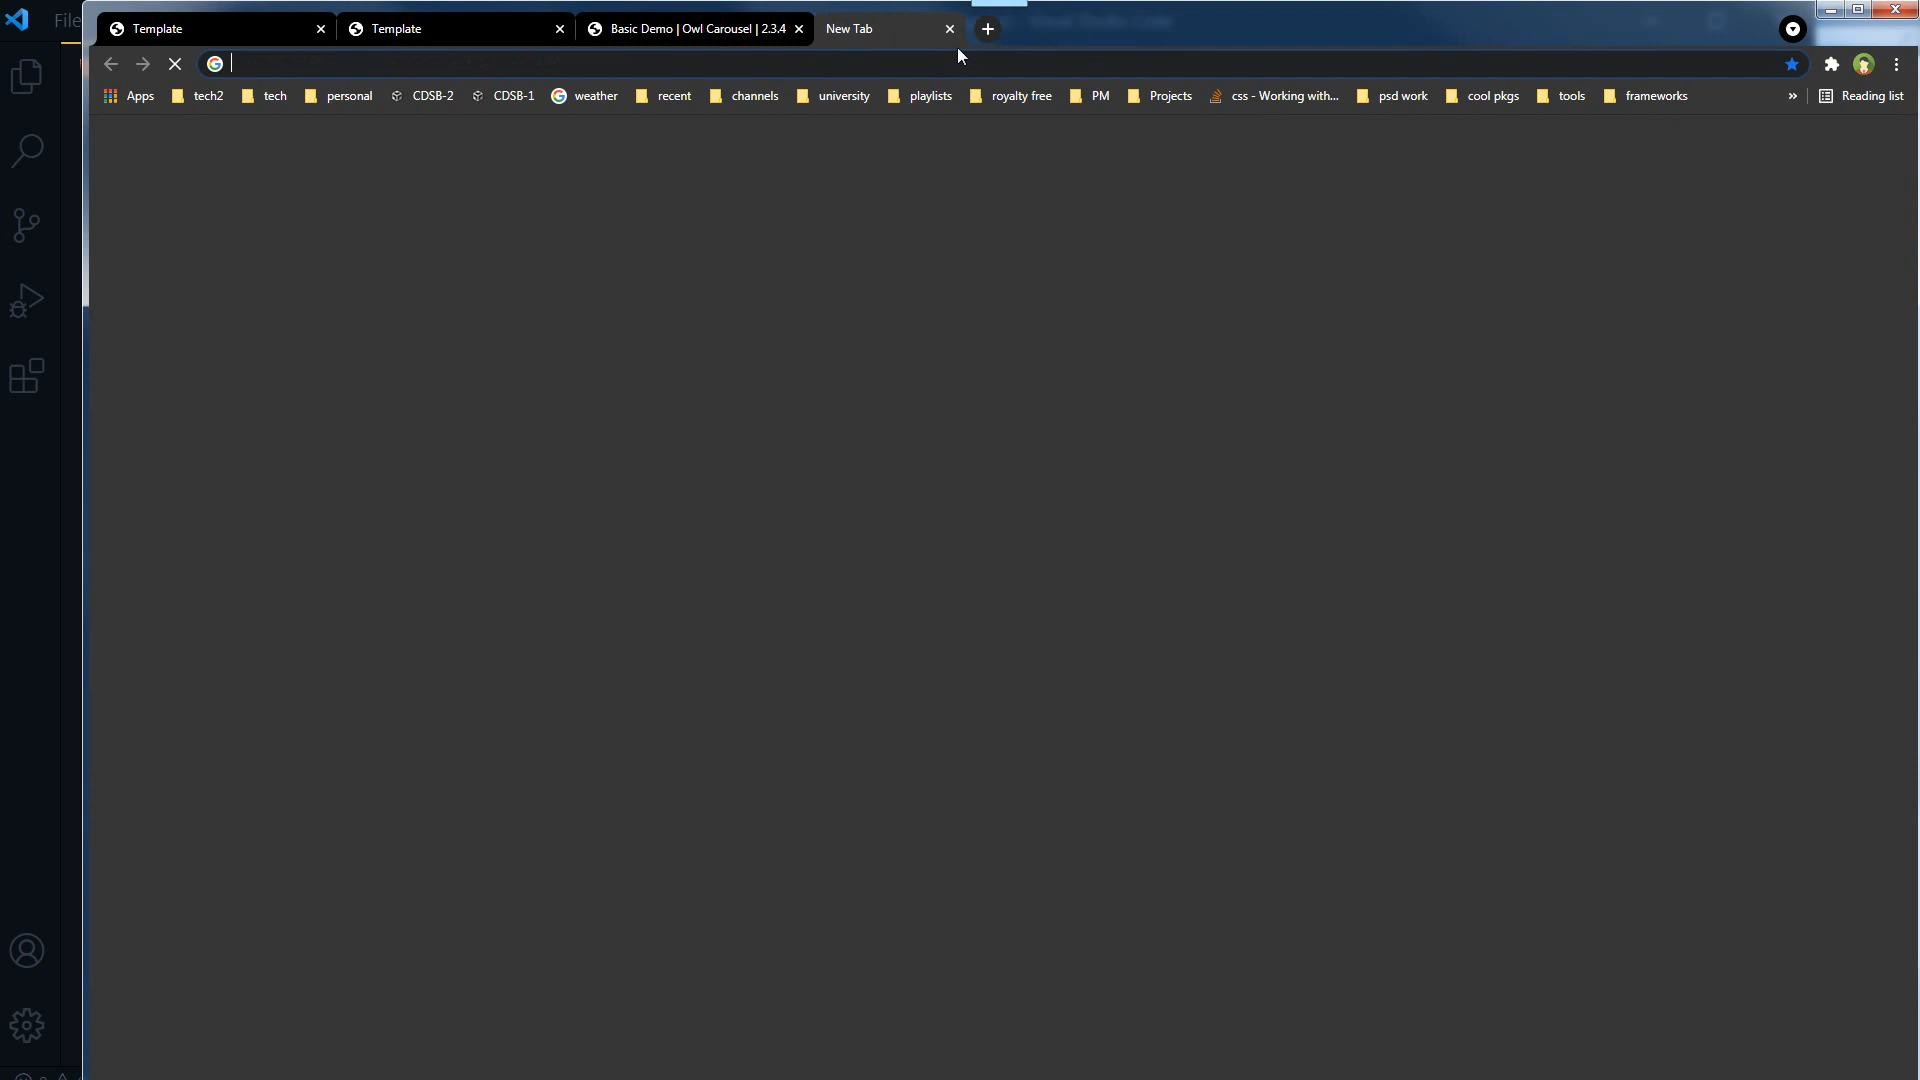 File
Template
Template
Basic Demo | Owl Carousel | 2.3.4
New Tab
Apps tech2 tech personal CDSB-2 CDSB-1 weather recent channels university playlists royalty free PM Projects css - Working with... psd work cool pkgs tools frameworks » Reading list